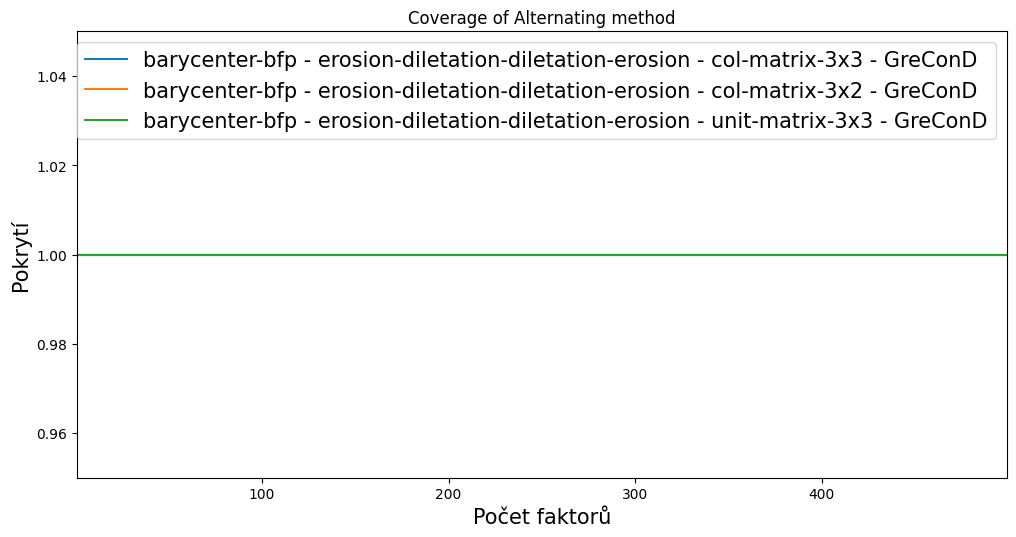 Coverage of Alternating method
barycenter-bfp - erosion-diletation-diletation-erosion - col-matrix-3x3 - GreConD
barycenter-bfp - erosion-diletation-diletation-erosion - col-matrix-3x2 - GreConD
barycenter-bfp - erosion-diletation-diletation-erosion - unit-matrix-3x3 - GreConD
1.04
1.02
1.00
0.98
0.96
Pokrytí
100 200 300 400
Počet faktorů